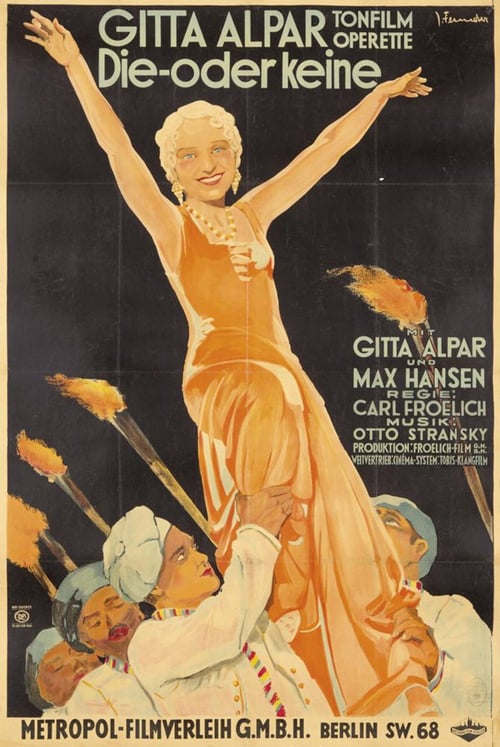 GITTA ALPAR TONFILM
OPERETTE
Die-oder keine
MIT
GITTA ALPAR
UND
MAX HANSEN
REGIE:
CARL FROELICH
MUSIK:
OTTO STRANSKY
PRODUKTION: FROELICH-FILM G.M.B.H.
WELTVERTRIEB: CINÉMA-SYSTEM: TOBIS-KLANGFILM
METROPOL-FILMVERLEIH G.M.B.H. BERLIN SW. 68